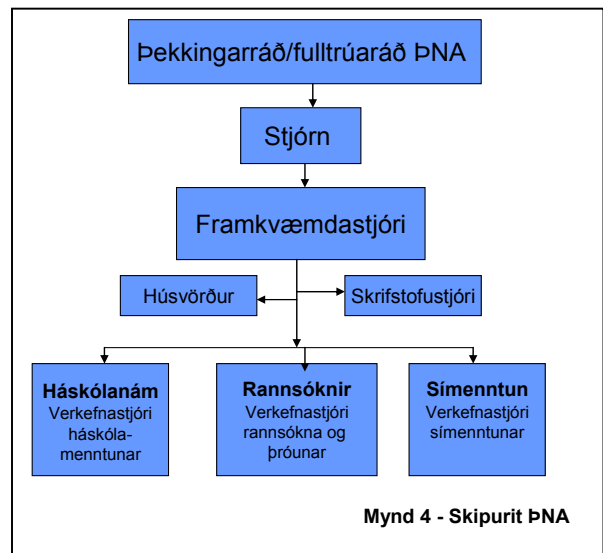 Þekkingarráð/fulltrúaráð ÞNA
Stjórn
Framkvæmdastjóri
Húsvörður
Skrifstofustjóri
Háskólanám
Verkefnastjóri
háskóla-
menntunar
Rannsóknir
Verkefnastjóri
rannsókna og
þróunar
Símenntun
Verkefnastjóri
símenntunar
Mynd 4 - Skipurit ÞNA